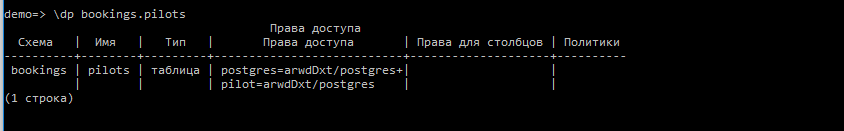 demo=> \dp bookings.pilots
Права доступа
Схема | Имя | Тип | Права доступа | Права для столбцов | Политики
----------+--------+---------+---------------------------+--------------------+----------
bookings | pilots | таблица | postgres=arwdDxt/postgres+| |
| | | pilot=arwdDxt/postgres | |
(1 строка)